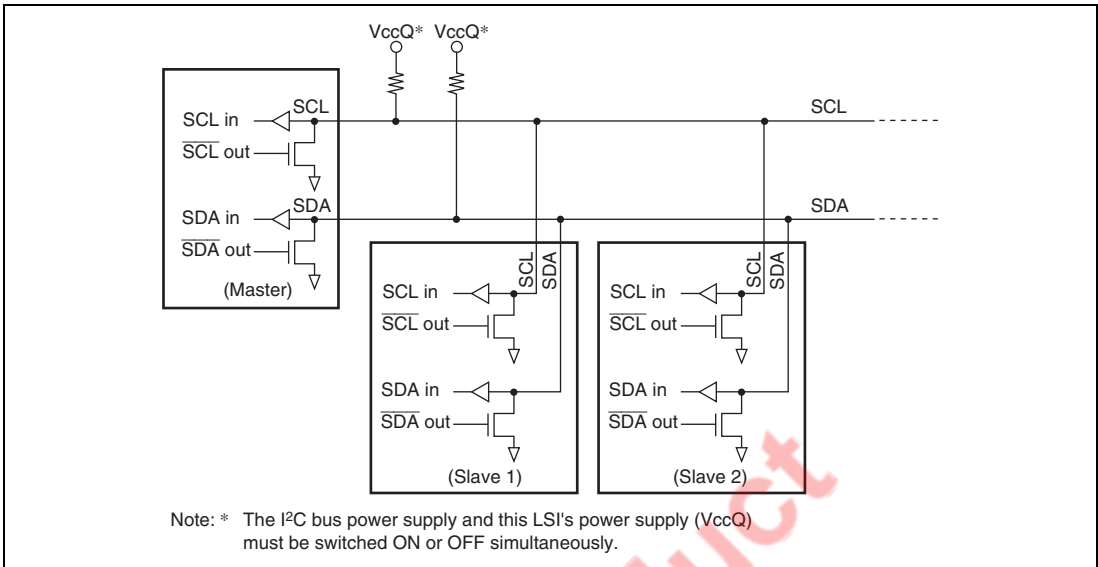 VccQ* VccQ*
SCL
SCL in
SCL out
SDA
SDA in
SDA out
(Master)
SCL
SDA
SCL
SDA
SCL in
SCL out
SDA in
SDA out
(Slave 1)
SCL
SDA
SCL in
SCL out
SDA in
SDA out
(Slave 2)
Note: * The I²C bus power supply and this LSI's power supply (VccQ)
must be switched ON or OFF simultaneously.